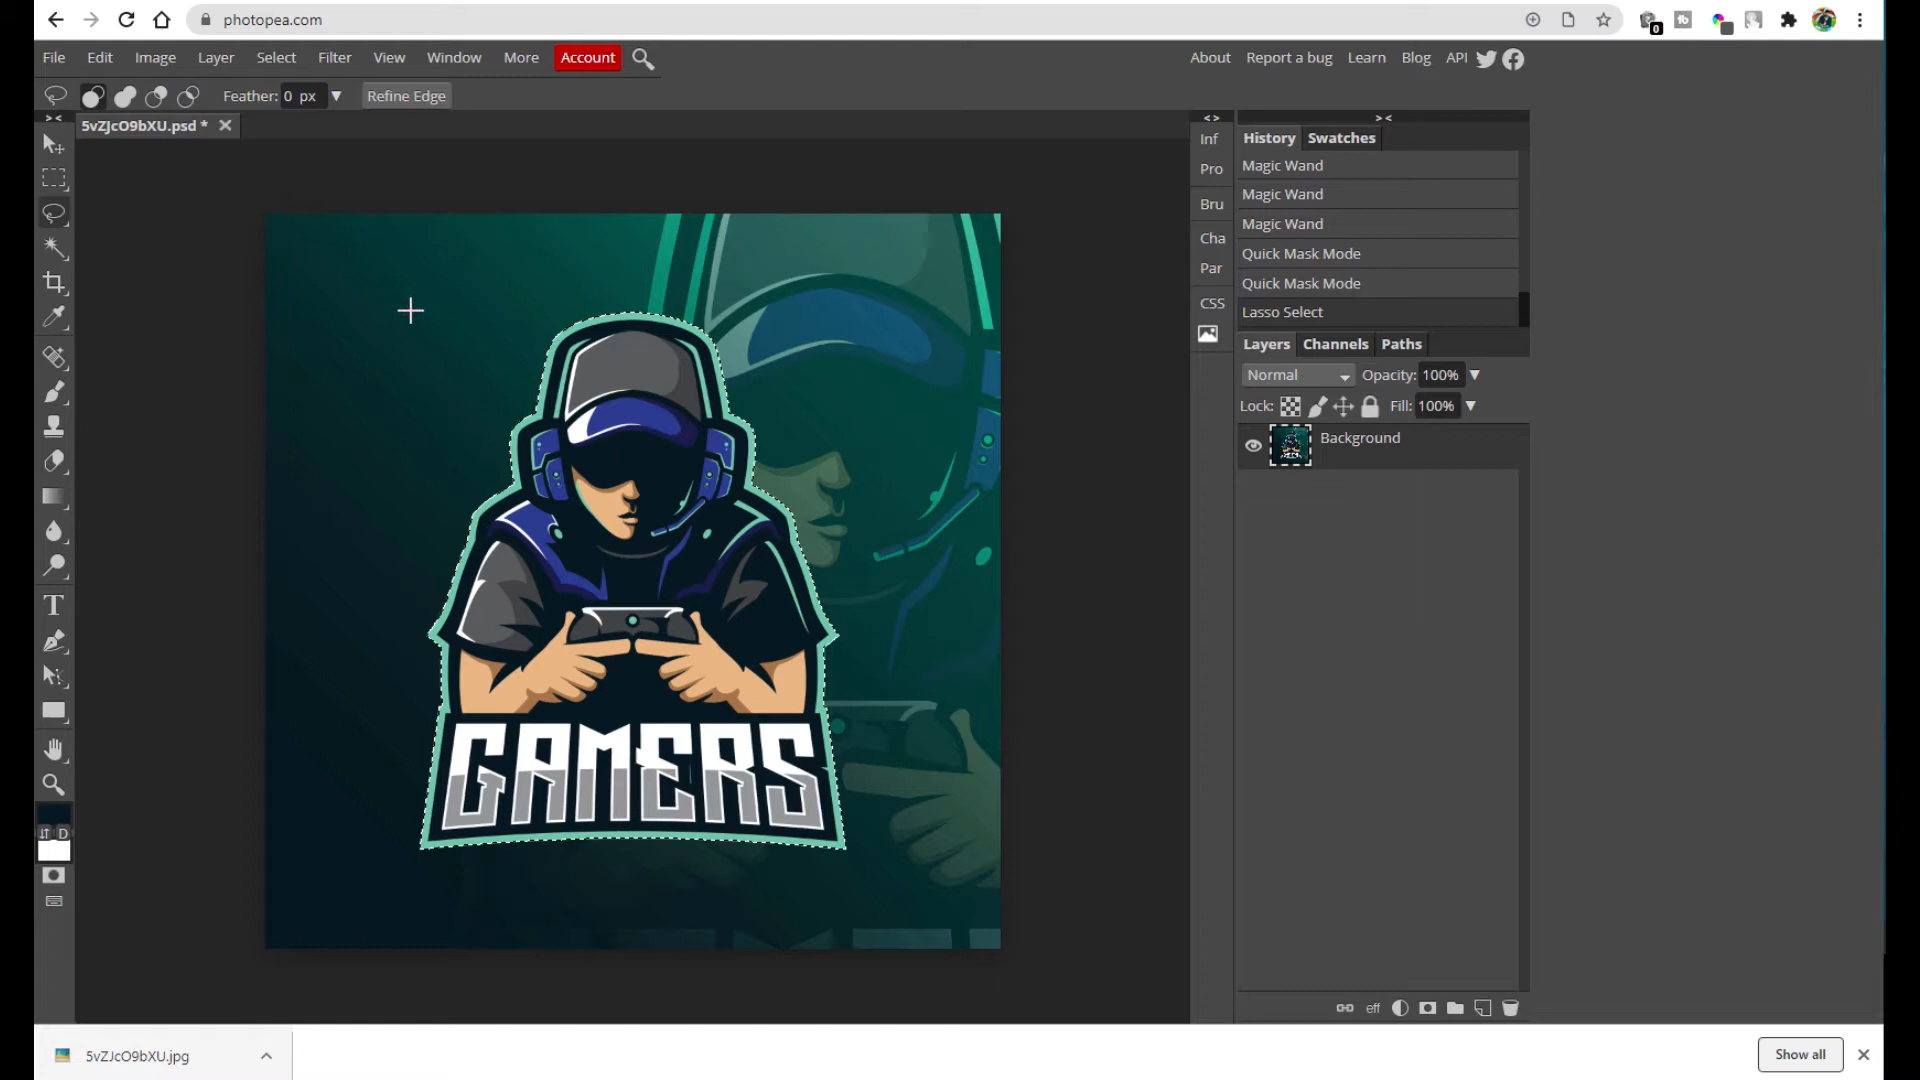 photopea.com
0
File Edit Image Layer Select Filter View Window More Account
About Report a bug Learn Blog API
Feather: 0 px Refine Edge
5vZJcO9bXU.psd *
Inf
Pro
Bru
Cha
Par
CSS
History Swatches
Magic Wand
Magic Wand
Magic Wand
Quick Mask Mode
Quick Mask Mode
Lasso Select
Layers Channels Paths
Normal Opacity: 100%
Lock: Fill: 100%
Background
GAMERS
T
D
eff
5vZJcO9bXU.jpg
Show all